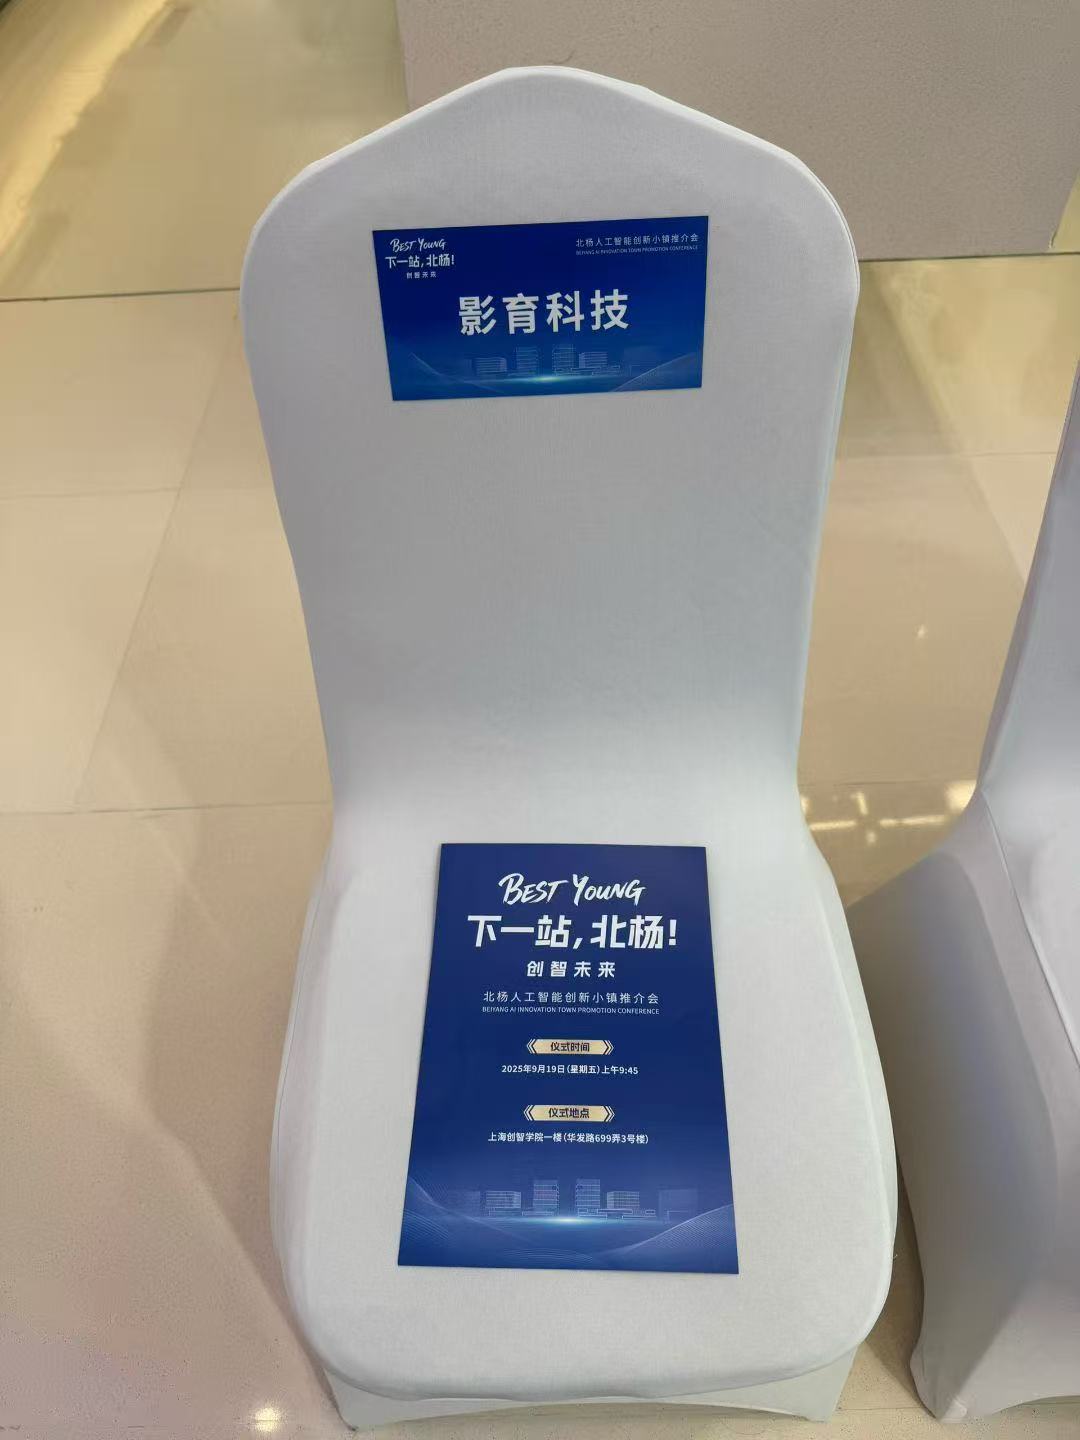 BEST YOUNG
下一站,北杨!
创智未来
北杨人工智能创新小镇推介会
BEIYANG AI INNOVATION TOWN PROMOTION CONFERENCE
影育科技
BEST YOUNG
下一站,北杨!
创智未来
北杨人工智能创新小镇推介会
BEIYANG AI INNOVATION TOWN PROMOTION CONFERENCE
仪式时间
2025年9月19日(星期五)上午9:45
仪式地点
上海创智学院一楼(华发路699弄3号楼)